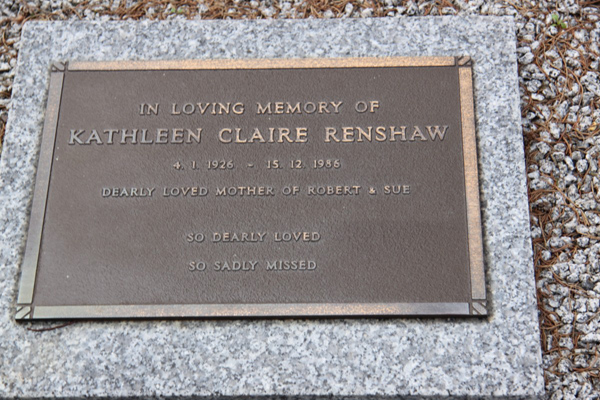 IN LOVING MEMORY OF
KATHLEEN CLAIRE RENSHAW
4. 1. 1926 - 15. 12. 1986
DEARLY LOVED MOTHER OF ROBERT & SUE
SO DEARLY LOVED
SO SADLY MISSED